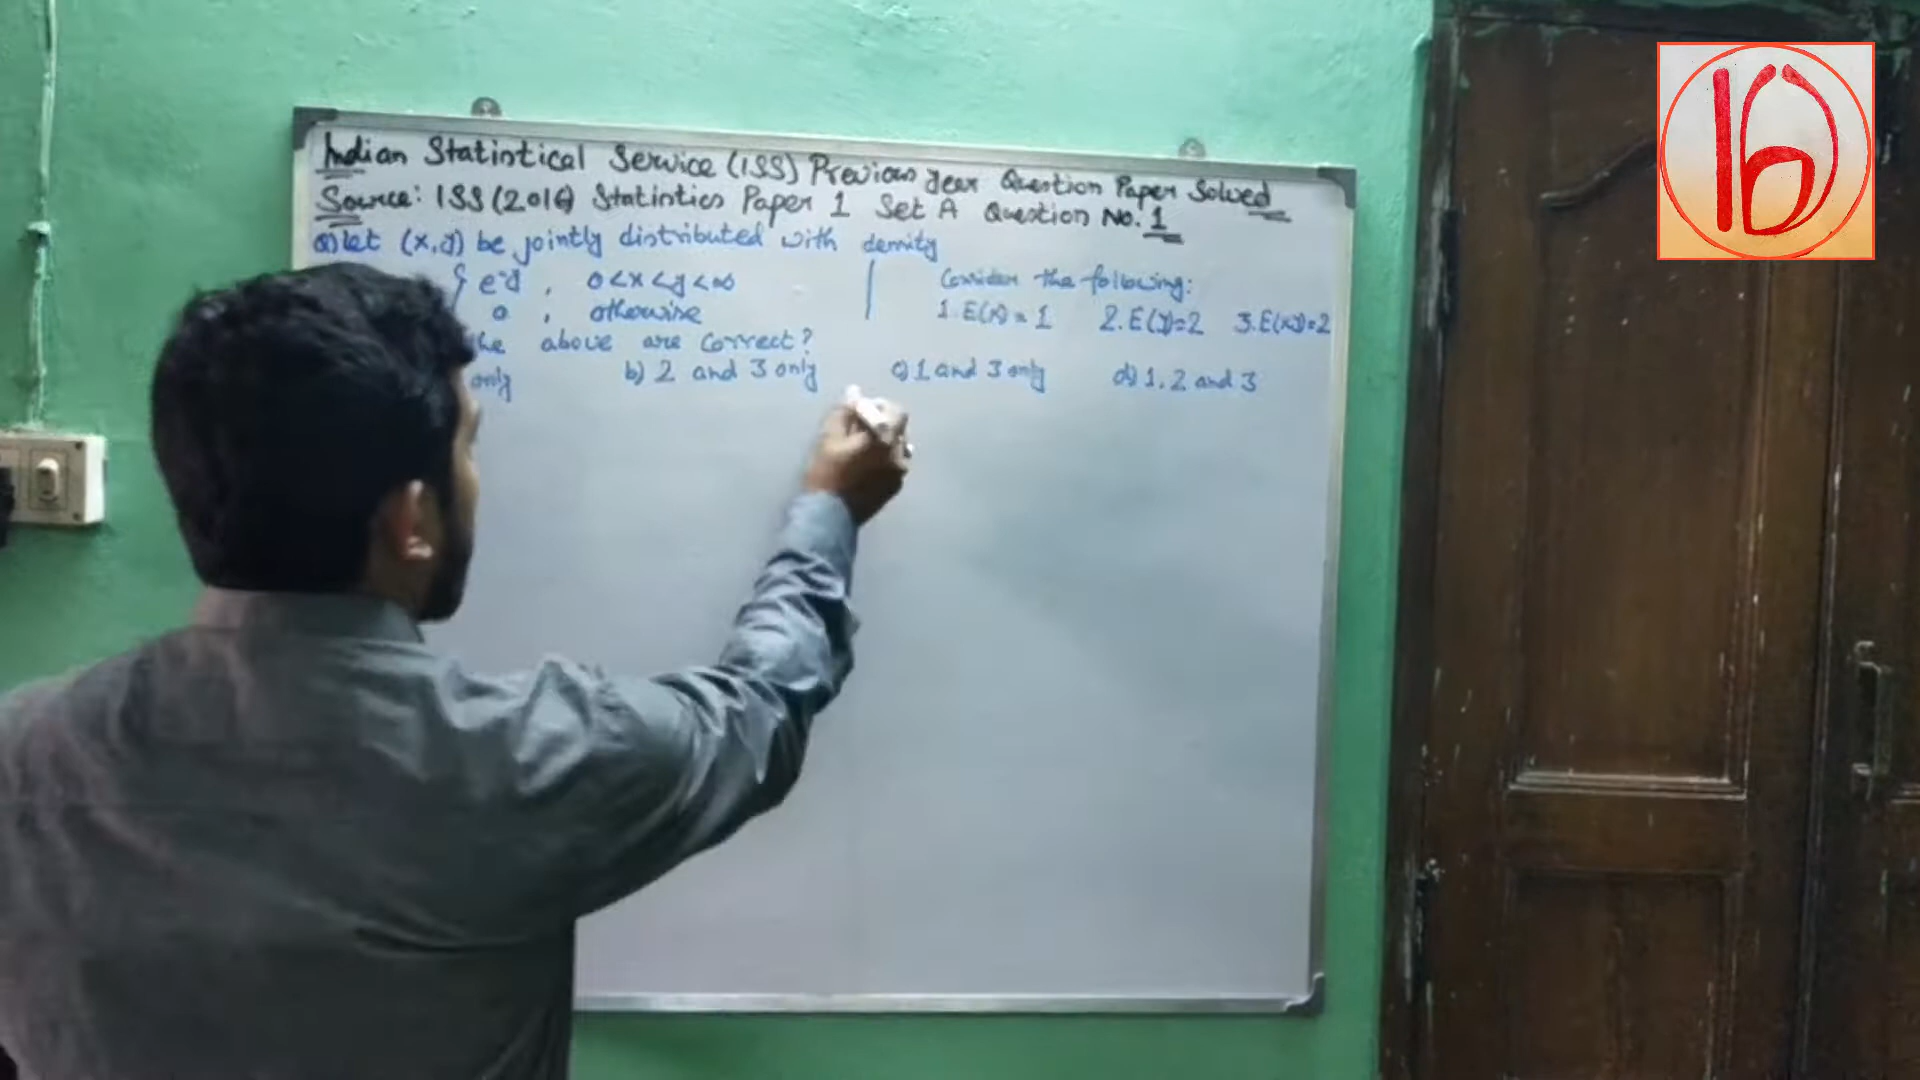 Indian Statistical Service (ISS) Previous year Question Paper Solved
Source: ISS (2016) Statistics Paper 1 Set A Question No. 1
Q) Let (x,y) be jointly distributed with density
{ e^-y , 0<x<y<∞
0 , otherwise
Consider the following:
1. E(x) = 1 2. E(y)=2 3. E(xy)=2
the above are correct?
only b) 2 and 3 only c) 1 and 3 only d) 1, 2 and 3